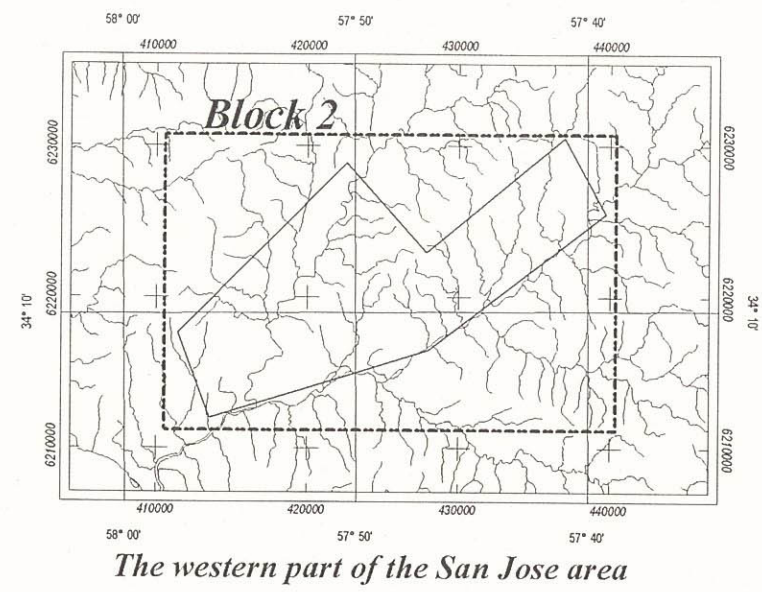 58° 00' 57° 50' 57° 40'
410000 420000 430000 440000
Block 2
6230000 6230000
6220000 6220000
34° 10' 34° 10'
6210000 6210000
410000 420000 430000 440000
58° 00' 57° 50' 57° 40'
The western part of the San Jose area